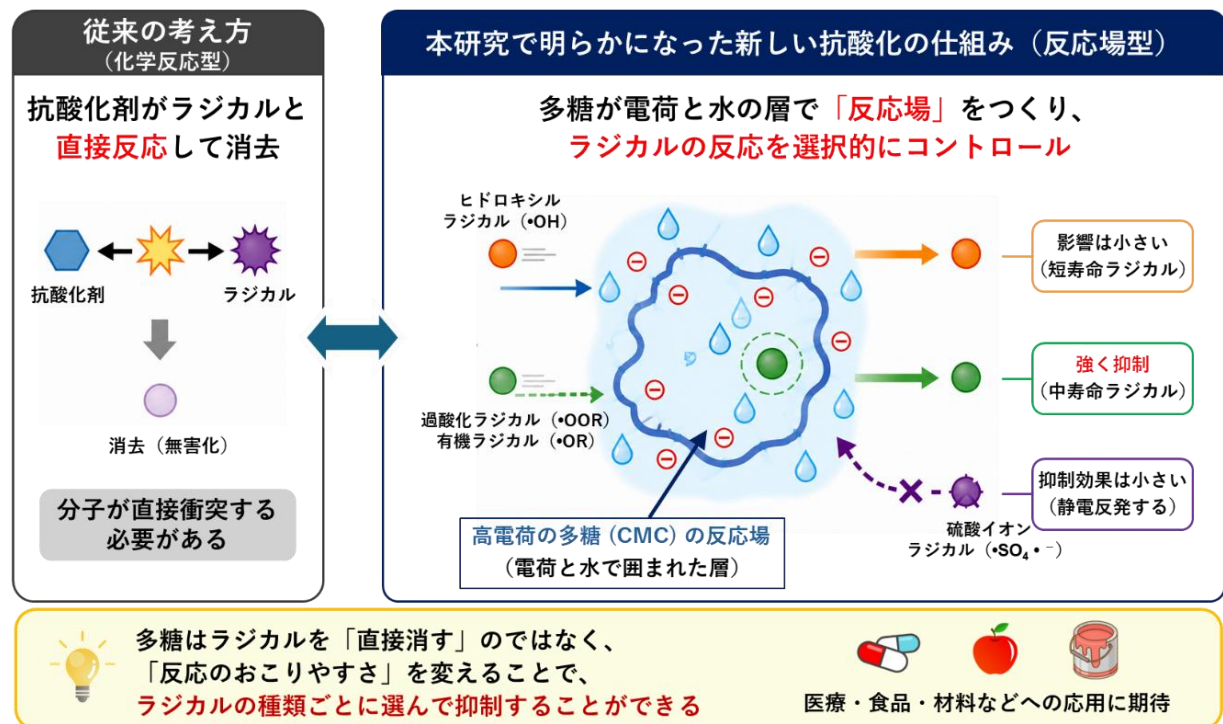 従来の考え方
（化学反応型）
抗酸化剤がラジカルと
直接反応して消去
抗酸化剤
ラジカル
消去（無害化）
分子が直接衝突する
必要がある
本研究で明らかになった新しい抗酸化の仕組み（反応場型）
多糖が電荷と水の層で「反応場」をつくり、
ラジカルの反応を選択的にコントロール
ヒドロキシル
ラジカル（•OH）
過酸化ラジカル（•OOR）
有機ラジカル（•OR）
影響は小さい
（短寿命ラジカル）
強く抑制
（中寿命ラジカル）
抑制効果は小さい
（静電反発する）
硫酸イオン
ラジカル（•SO₄•⁻）
高電荷の多糖（CMC）の反応場
（電荷と水で囲まれた層）
多糖はラジカルを「直接消す」のではなく、
「反応のおこりやすさ」を変えることで、
ラジカルの種類ごとに選んで抑制することができる
医療・食品・材料などへの応用に期待